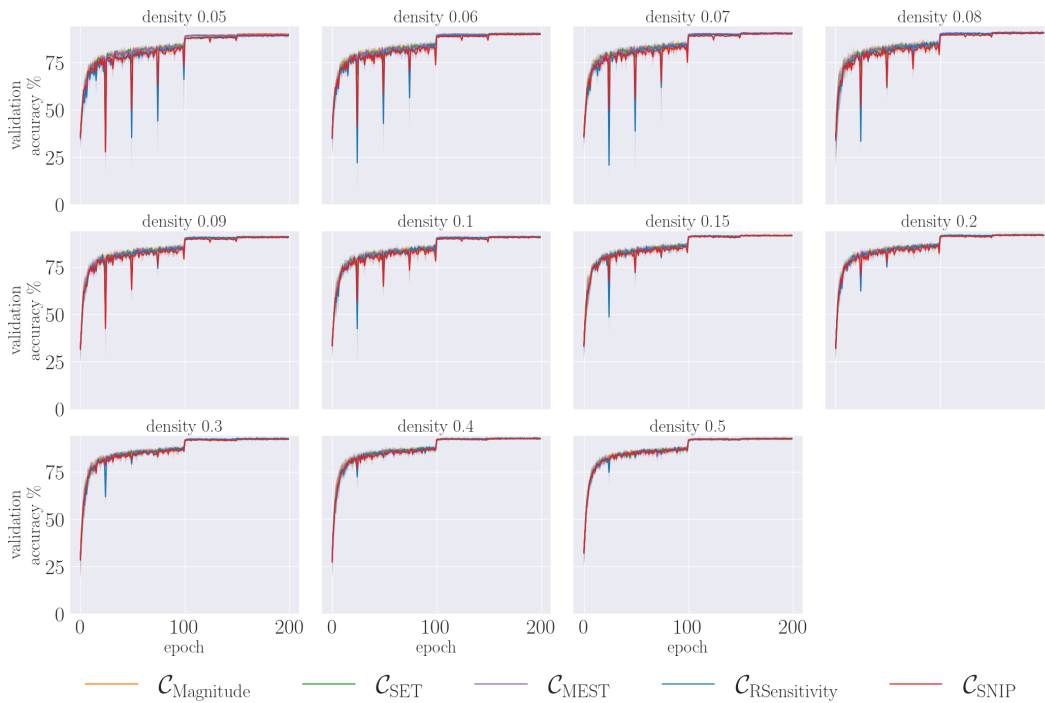 density 0.05
density 0.06
density 0.07
density 0.08
validation
accuracy %
75
50
25
0
density 0.09
density 0.1
density 0.15
density 0.2
validation
accuracy %
75
50
25
0
density 0.3
density 0.4
density 0.5
validation
accuracy %
75
50
25
0
0 100 200
epoch
0 100 200
epoch
0 100 200
epoch
𝒞Magnitude 𝒞SET 𝒞MEST 𝒞RSensitivity 𝒞SNIP